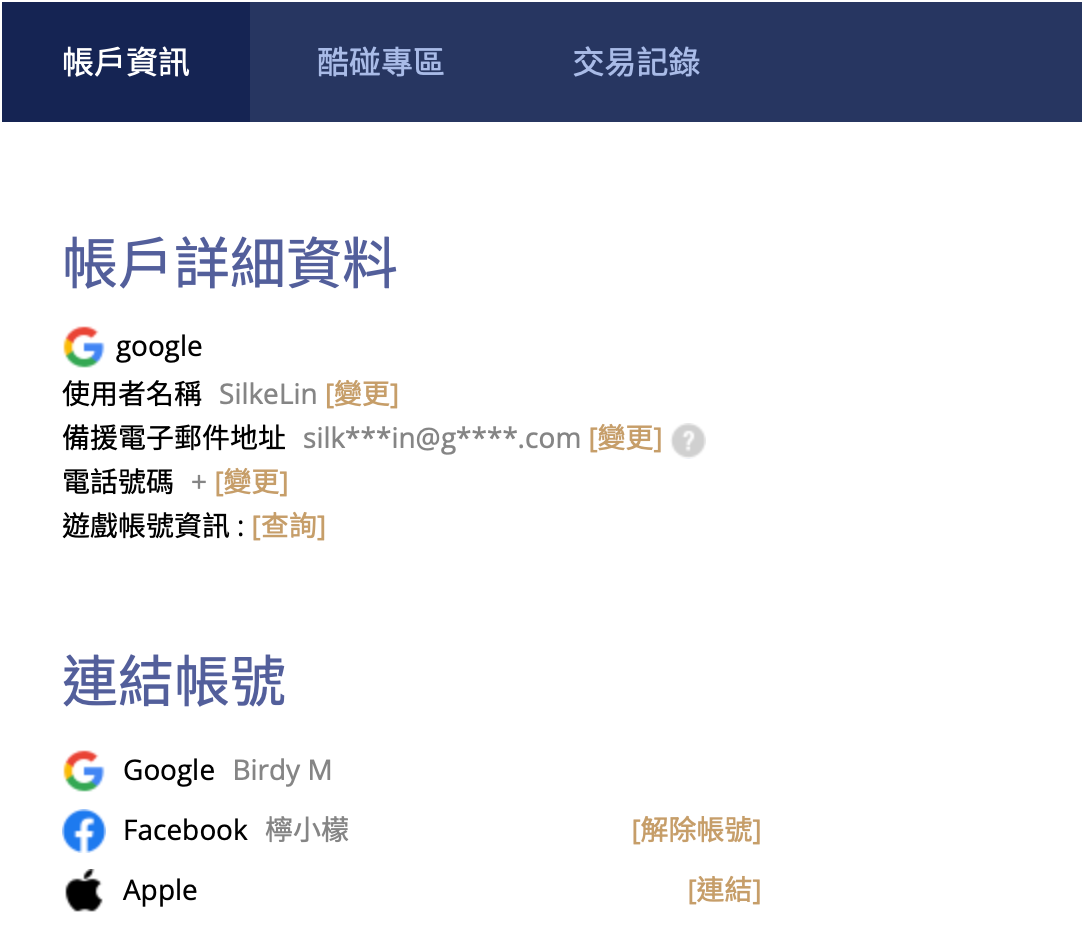 帳戶資訊 酷碰專區 交易記錄
帳戶詳細資料
google
使用者名稱 SilkeLin [變更]
備援電子郵件地址 silk***in@g****.com [變更] ?
電話號碼 + [變更]
遊戲帳號資訊 : [查詢]
連結帳號
Google Birdy M
Facebook 檸小檬 [解除帳號]
Apple [連結]